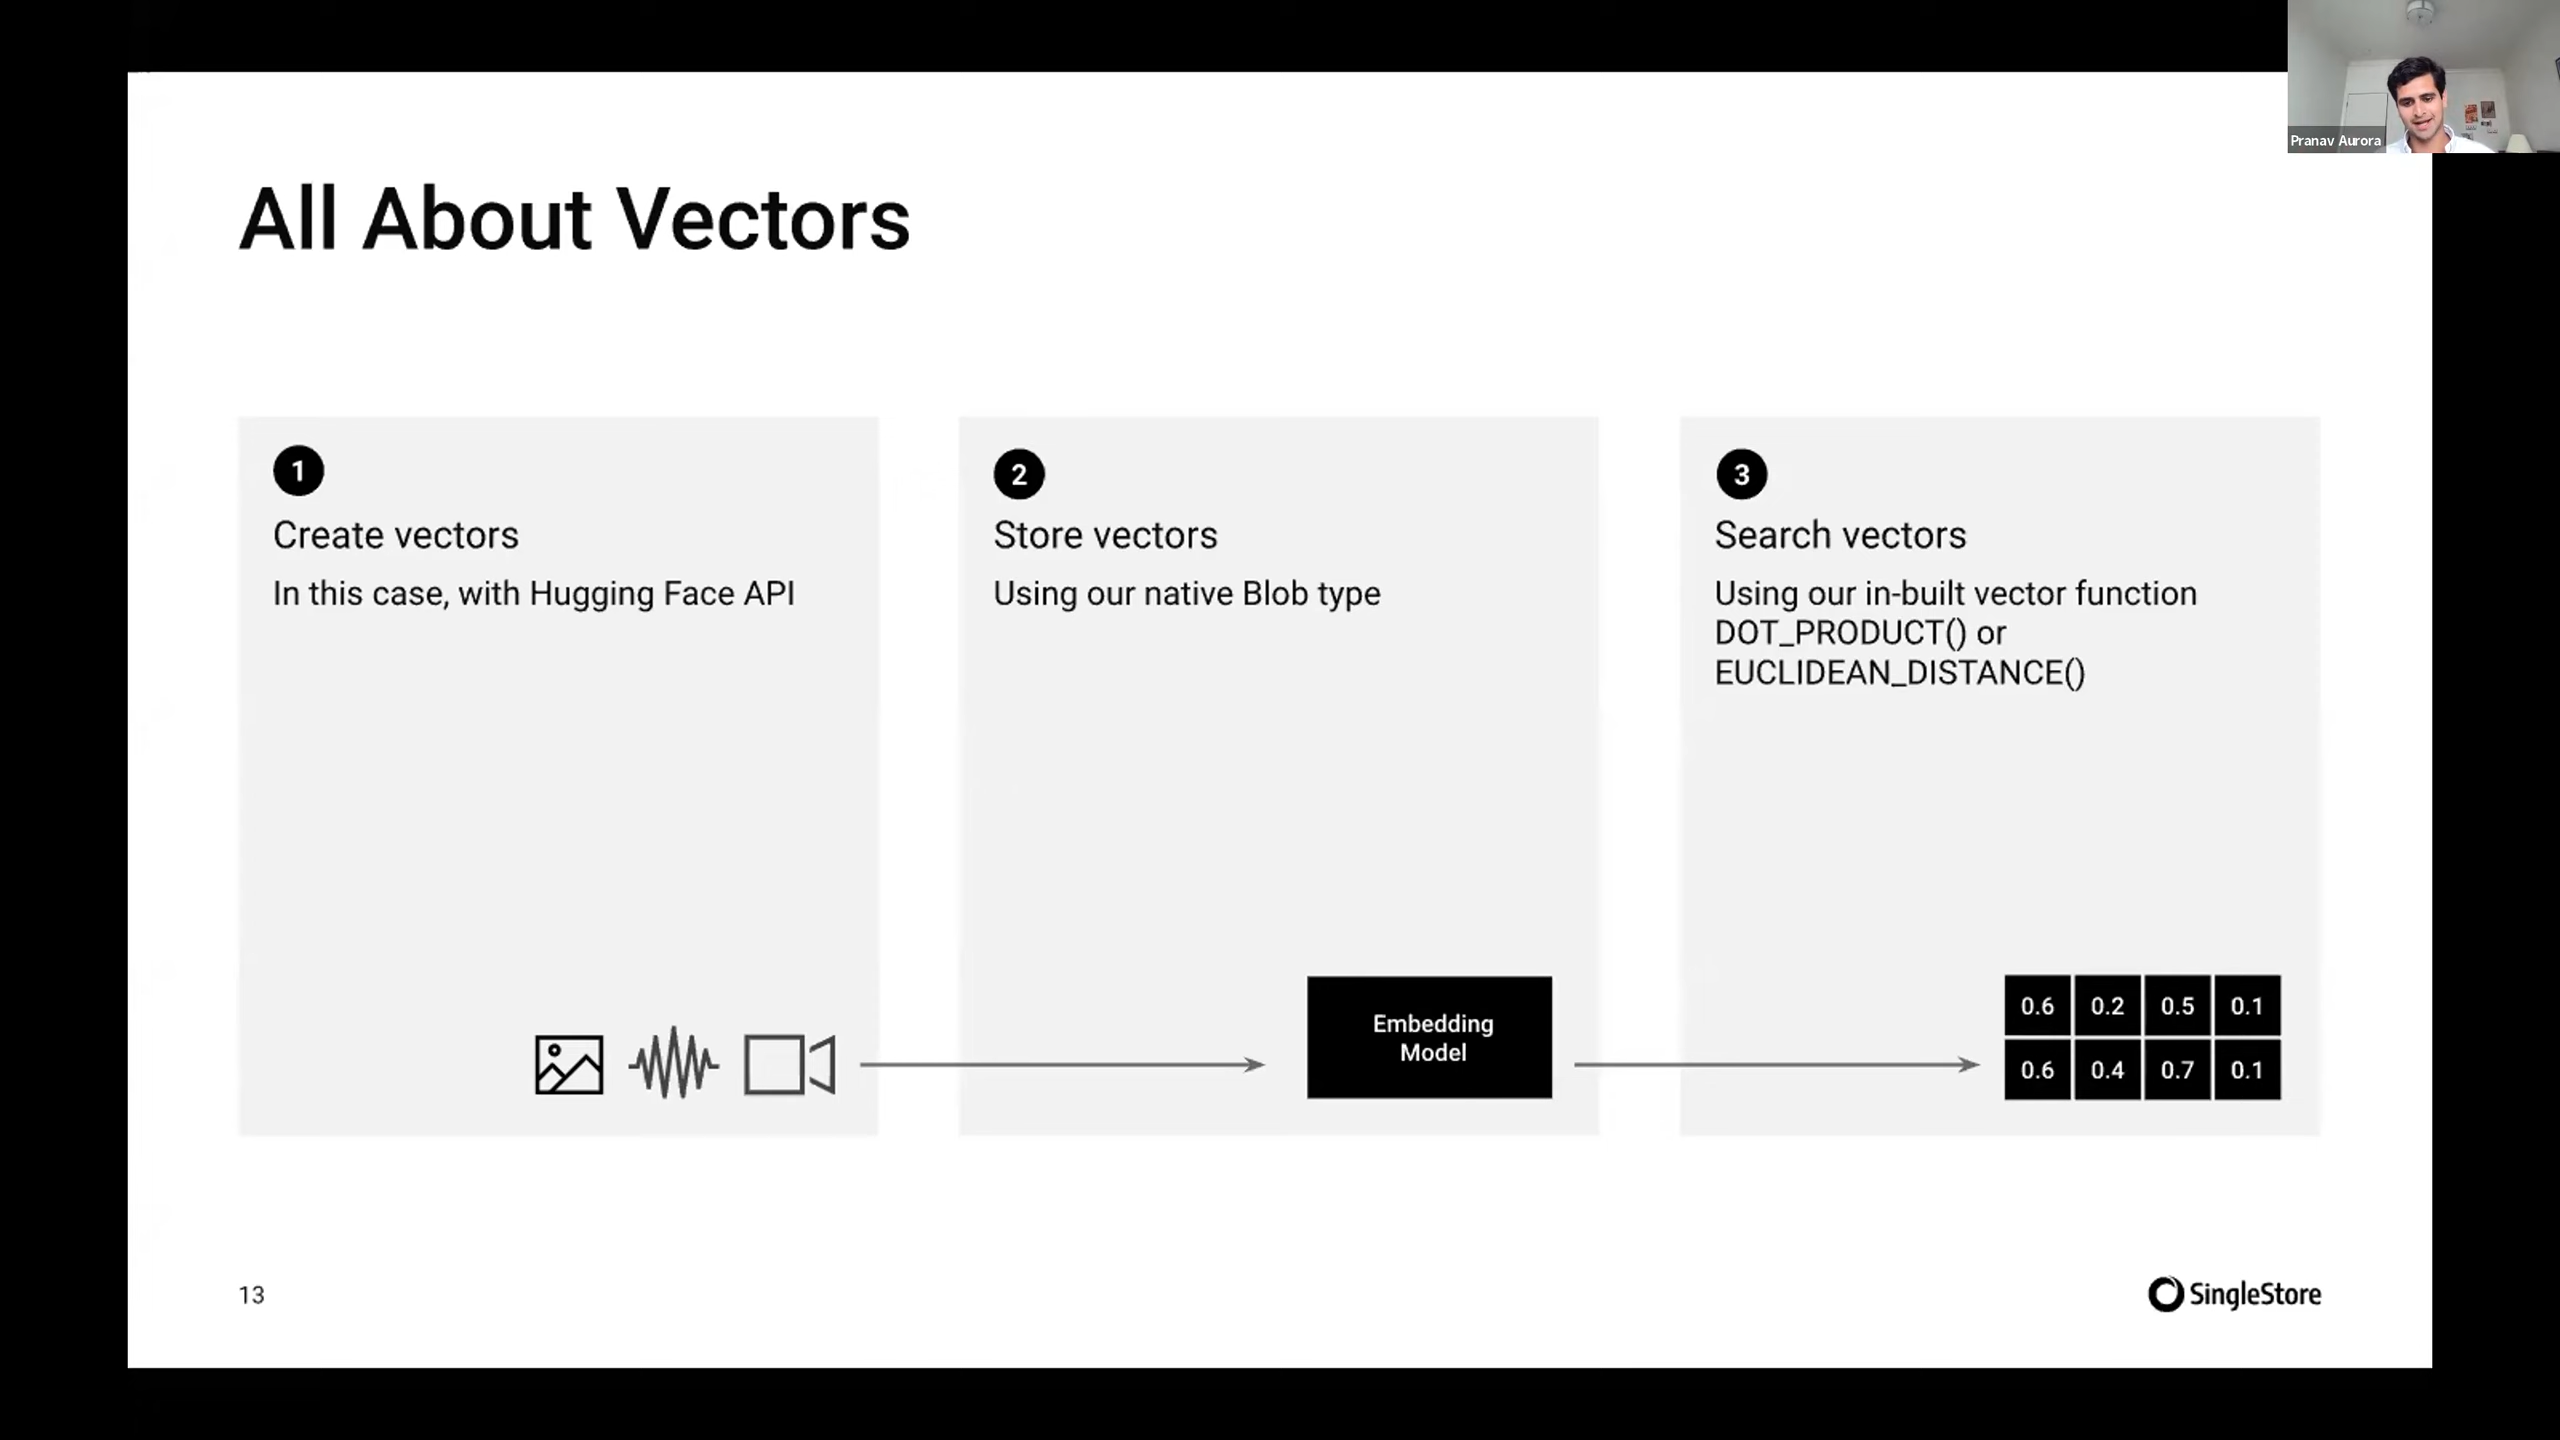 Pranav Aurora
All About Vectors
1
Create vectors
In this case, with Hugging Face API
2
Store vectors
Using our native Blob type
Embedding
Model
3
Search vectors
Using our in-built vector function
DOT_PRODUCT() or
EUCLIDEAN_DISTANCE()
0.6 0.2 0.5 0.1
0.6 0.4 0.7 0.1
13
SingleStore